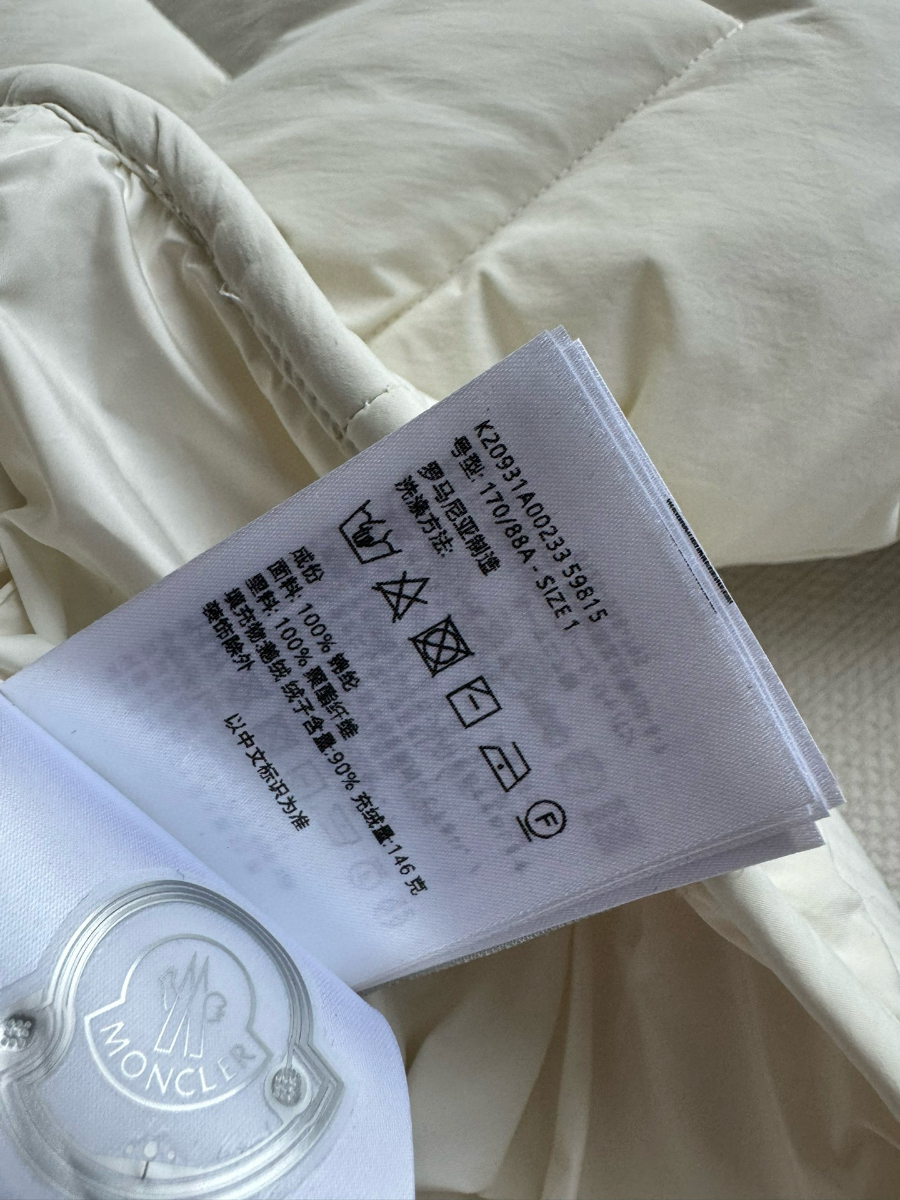 K20931A00233 59815
号型: 170/88A - SIZE 1
罗马尼亚制造
洗涤方法:
F
成份
面料: 100% 锦纶
里料: 100% 聚酯纤维
填充物:灰鸭绒 绒子含量:90% 充绒量:146 克
装饰除外
以中文标识为准
MONCLER